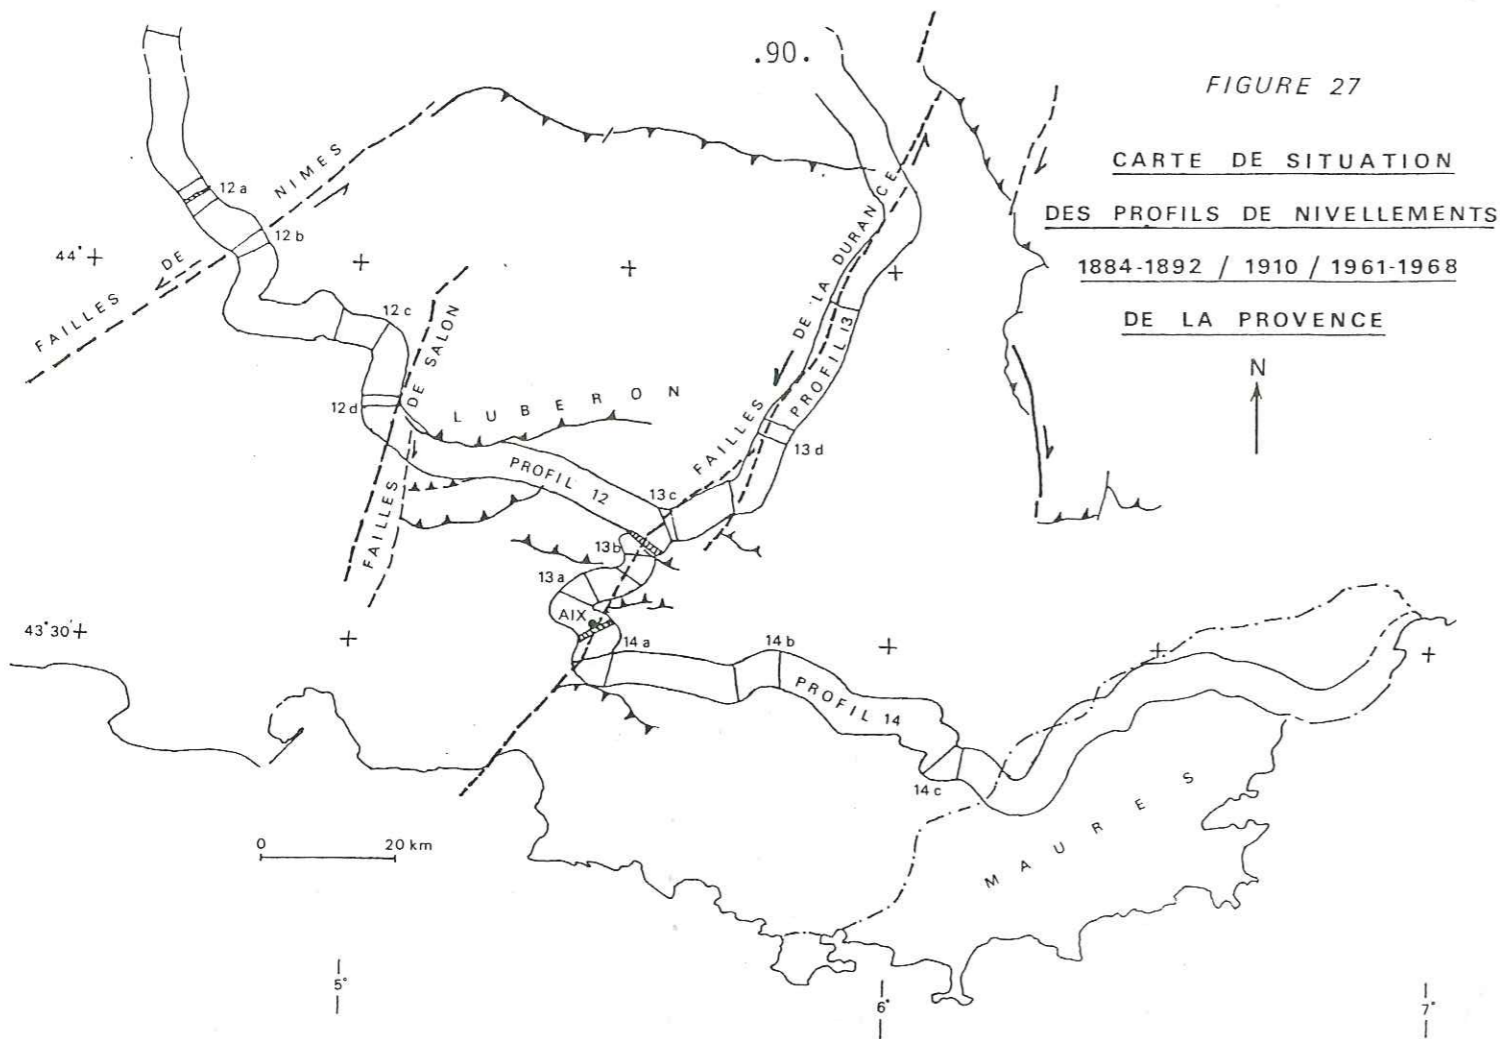 .90.
FIGURE 27
CARTE DE SITUATION
DES PROFILS DE NIVELLEMENTS
1884-1892 / 1910 / 1961-1968
DE LA PROVENCE
N
FAILLES DE NIMES
12 a
12 b
44°
12 c
FAILLES DE SALON
12 d
LUBERON
PROFIL 12
FAILLES DE LA DURANCE
PROFIL 13
13 d
13 c
13 b
13 a
AIX
43°30'
14 a
14 b
PROFIL 14
14 c
MAURES
0 20 km
5°
6°
7°